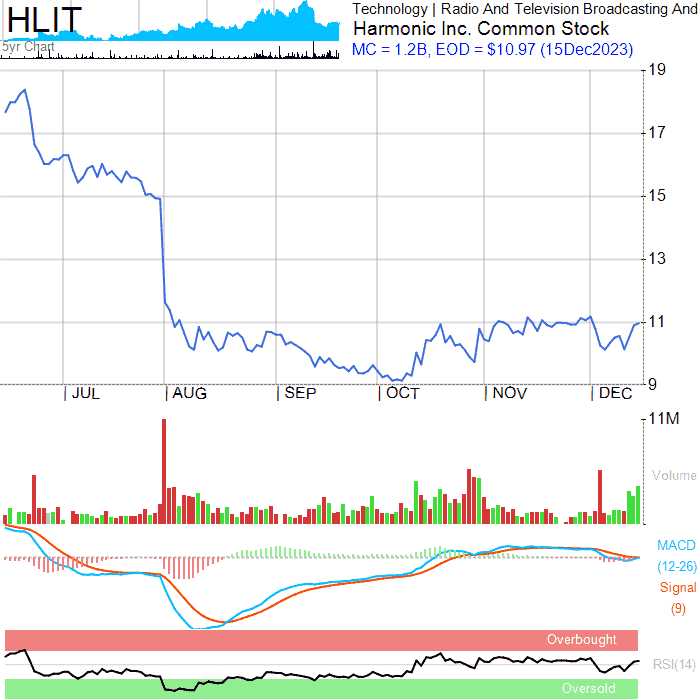 HLIT
5yr Chart
Technology | Radio And Television Broadcasting And
Harmonic Inc. Common Stock
MC = 1.2B, EOD = $10.97 (15Dec2023)
19
17
15
13
11
9
JUL
AUG
SEP
OCT
NOV
DEC
11M
Volume
MACD
(12-26)
Signal
(9)
Overbought
RSI(14)
Oversold